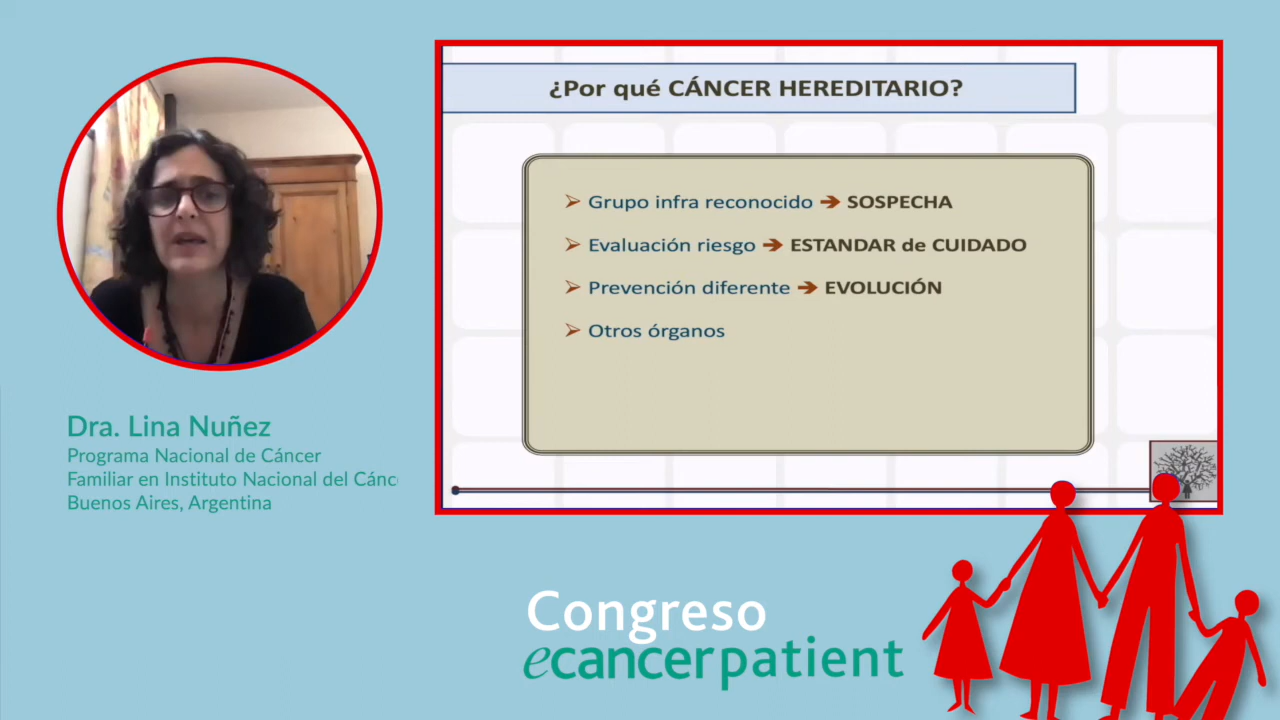 ¿Por qué CÁNCER HEREDITARIO?
Grupo infra reconocido ➔ SOSPECHA
Evaluación riesgo ➔ ESTANDAR de CUIDADO
Prevención diferente ➔ EVOLUCIÓN
Otros órganos
Dra. Lina Nuñez
Programa Nacional de Cáncer
Familiar en Instituto Nacional del Cánc
Buenos Aires, Argentina
Congreso
ecancerpatient